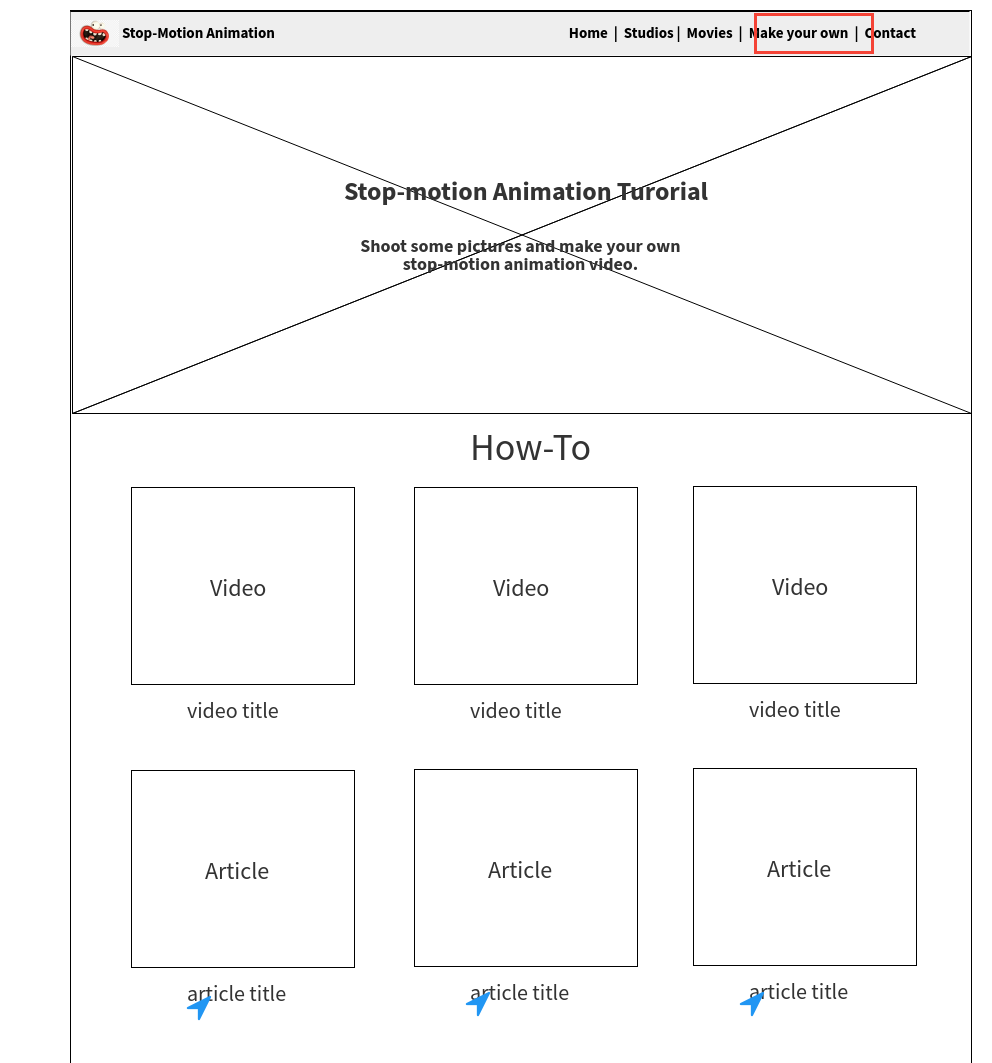 Stop-Motion Animation
Home | Studios | Movies | Make your own | Contact
Stop-motion Animation Turorial
Shoot some pictures and make your own
stop-motion animation video.
How-To
Video Video Video
video title video title video title
Article Article Article
article title article title article title